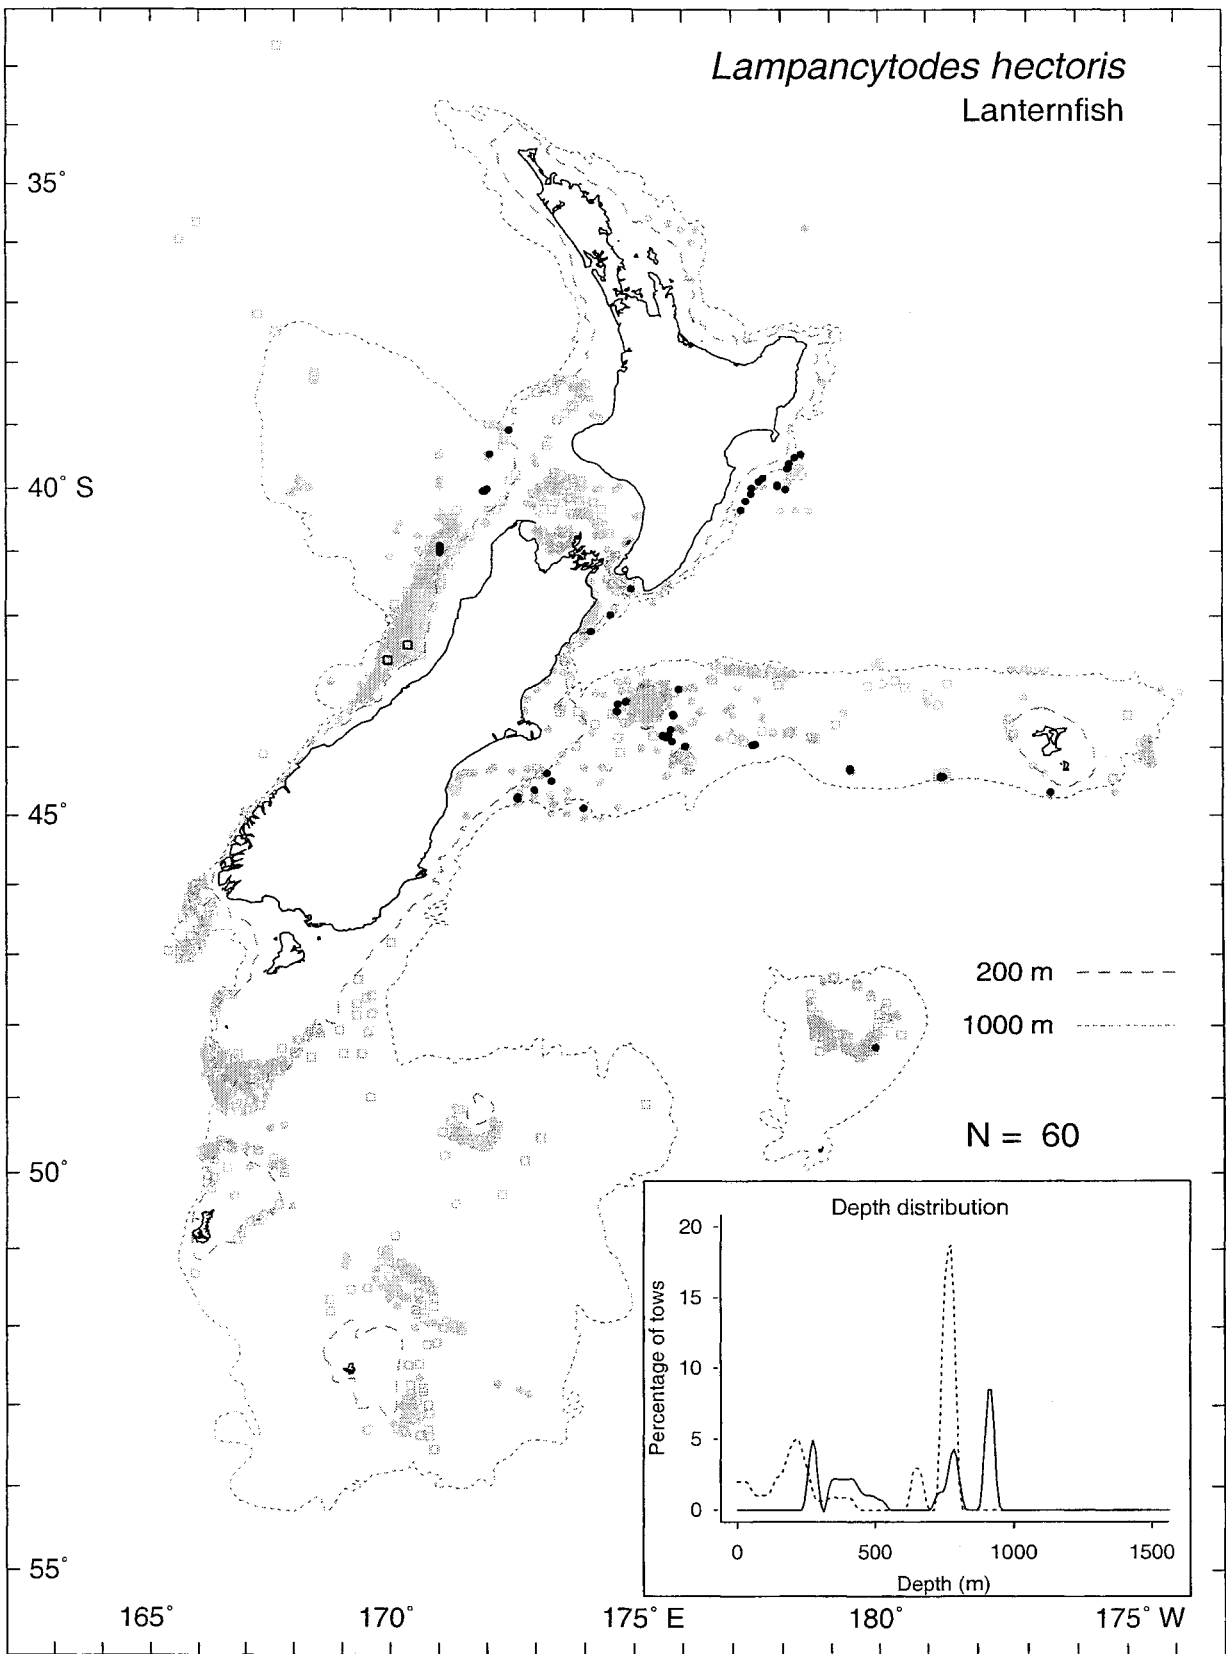 Lampancytodes hectoris
Lanternfish
35°
40° S
45°
200 m
1000 m
N = 60
50°
Depth distribution
20
15
10
5
0
Percentage of tows
0 500 1000 1500
Depth (m)
55°
165° 170° 175° E 180° 175° W